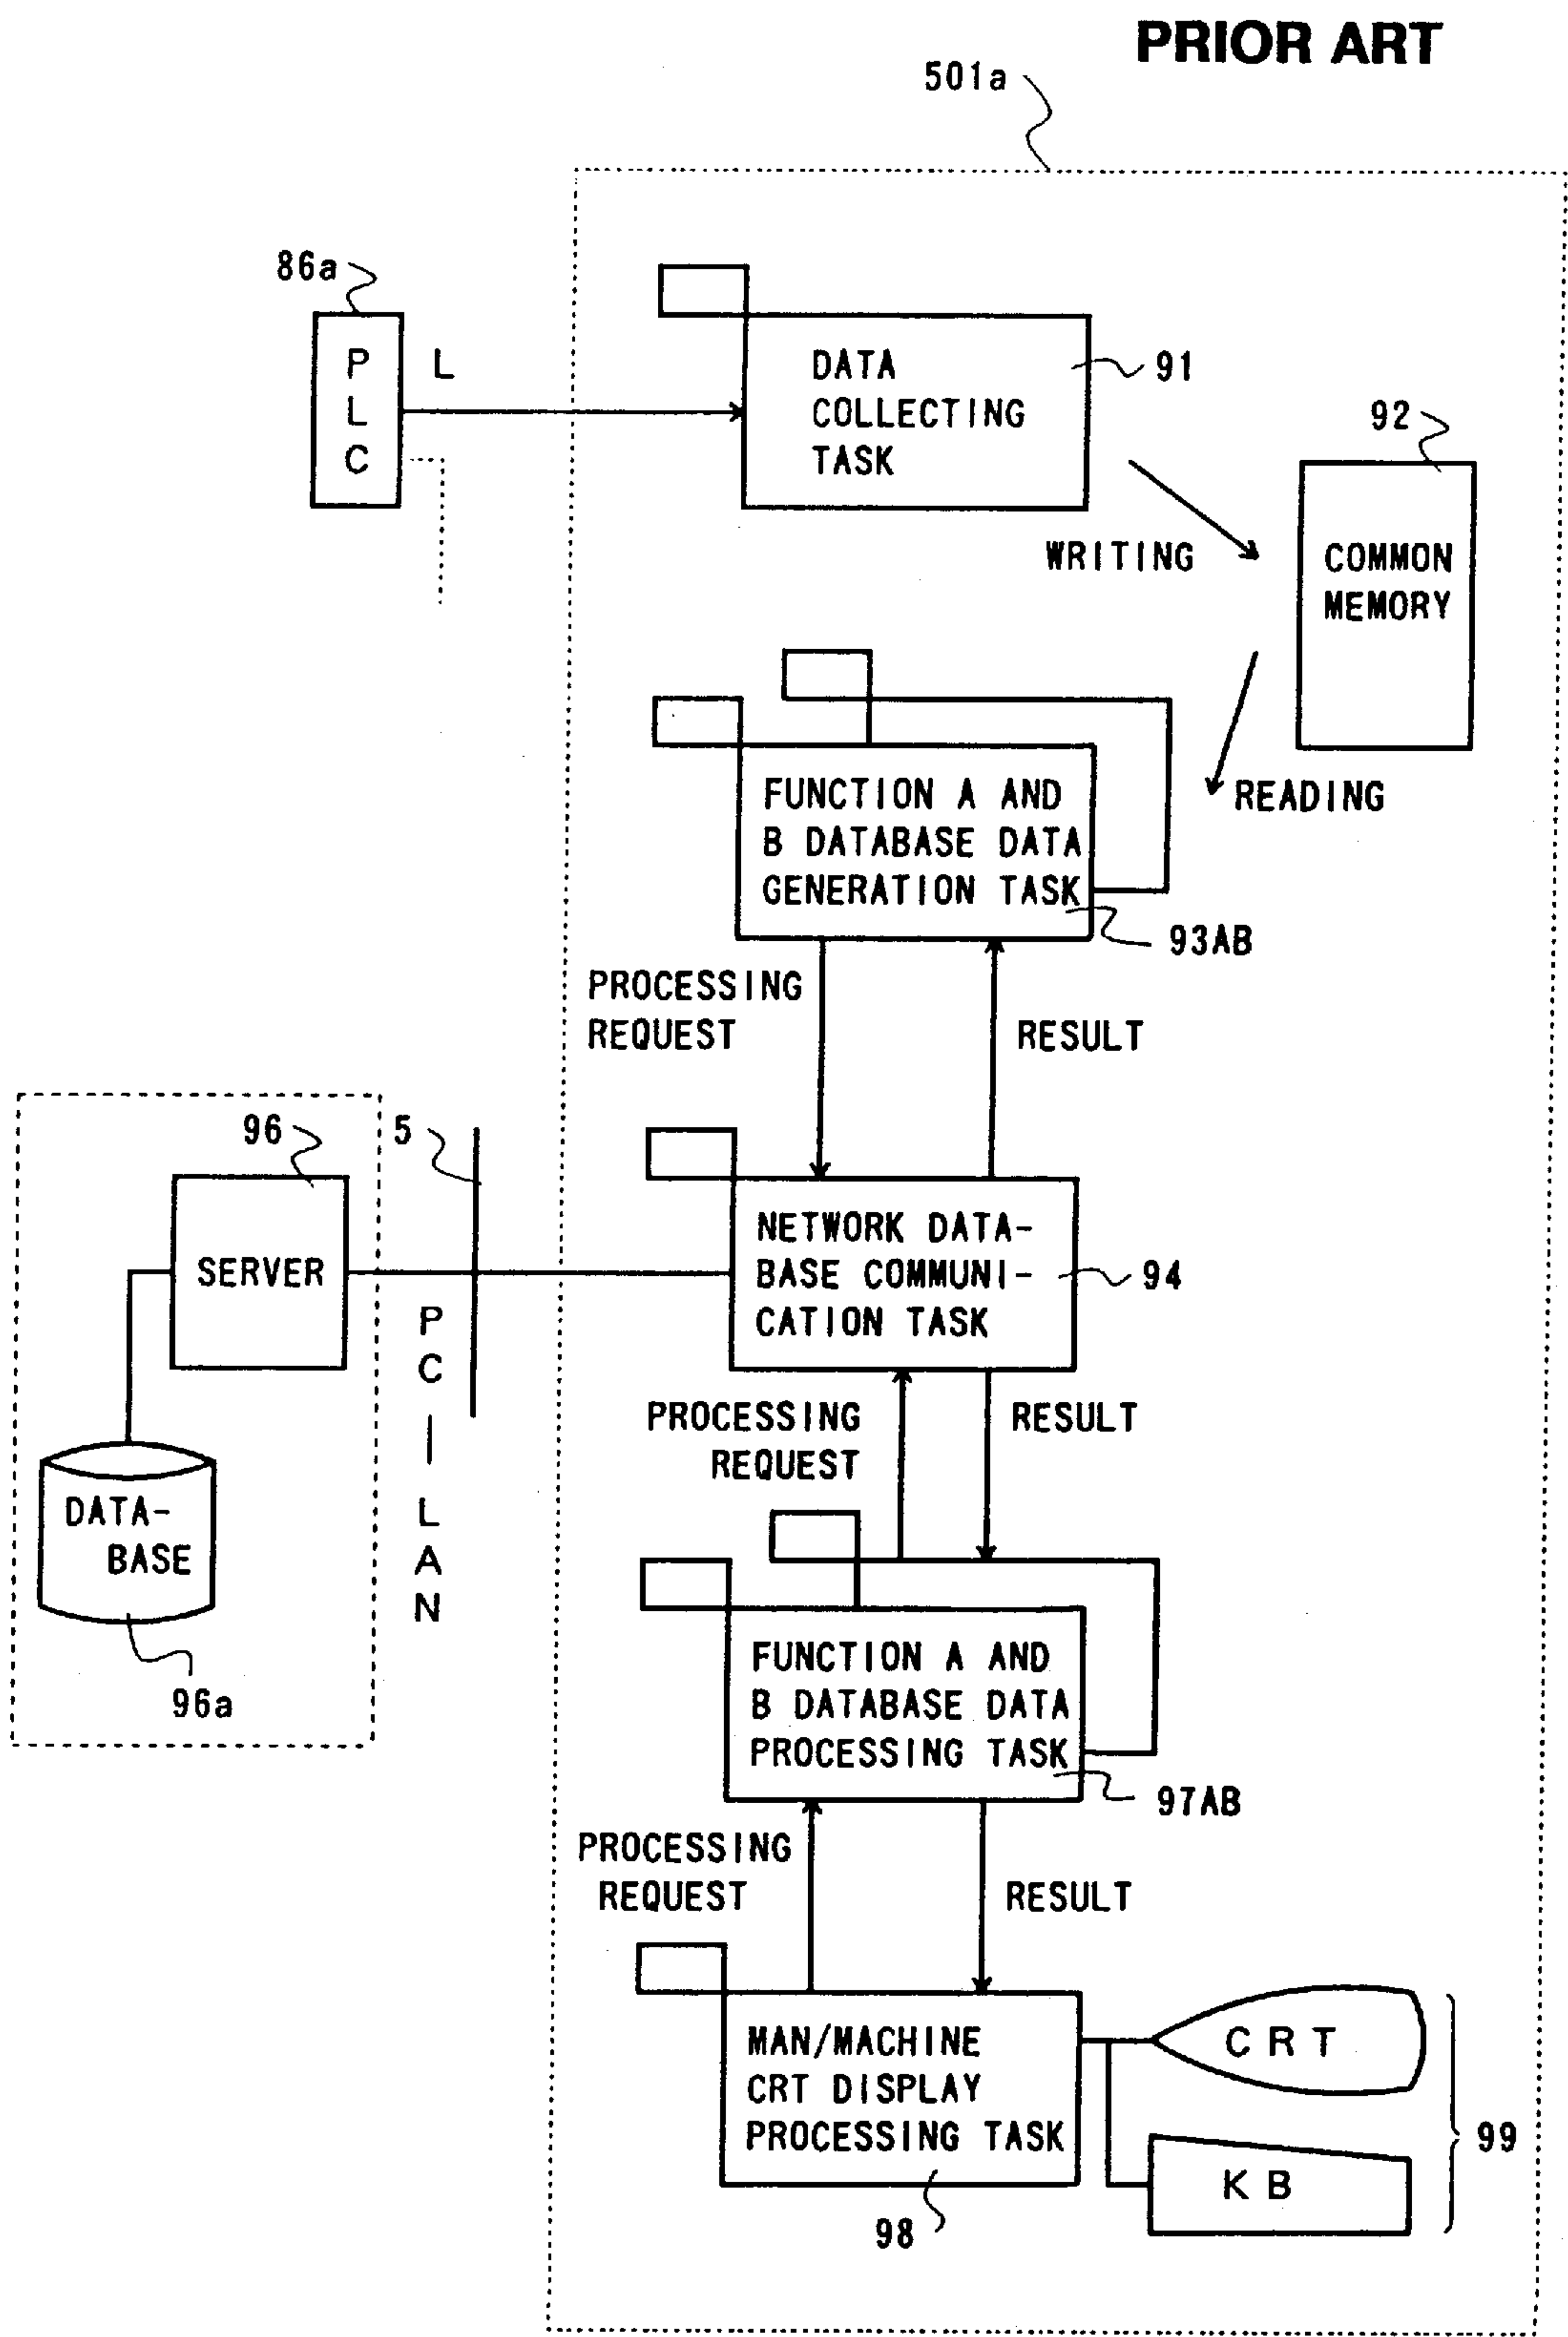 PRIOR ART
501a
86a
PLC
L
DATA
COLLECTING
TASK
91
92
WRITING
COMMON
MEMORY
READING
FUNCTION A AND
B DATABASE DATA
GENERATION TASK
93AB
PROCESSING
REQUEST
RESULT
96
5
SERVER
NETWORK DATA-
BASE COMMUNI-
CATION TASK
94
PC-LAN
DATA-
BASE
96a
PROCESSING
REQUEST
RESULT
FUNCTION A AND
B DATABASE DATA
PROCESSING TASK
97AB
PROCESSING
REQUEST
RESULT
MAN/MACHINE
CRT DISPLAY
PROCESSING TASK
98
CRT
KB
99